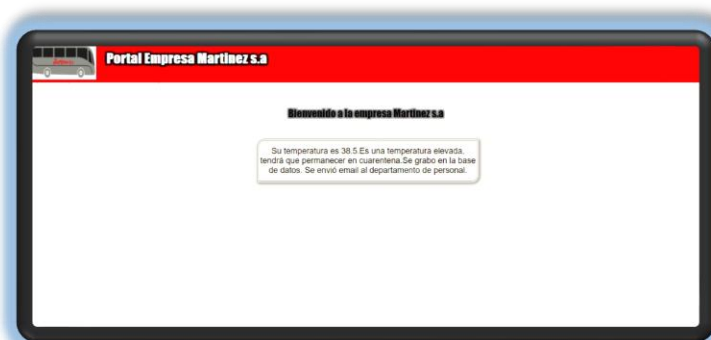 Portal Empresa Martinez s.a
Bienvenido a la empresa Martinez s.a
Su temperatura es 38.5.Es una temperatura elevada,
tendrá que permanecer en cuarentena.Se grabo en la base
de datos. Se envió email al departamento de personal.